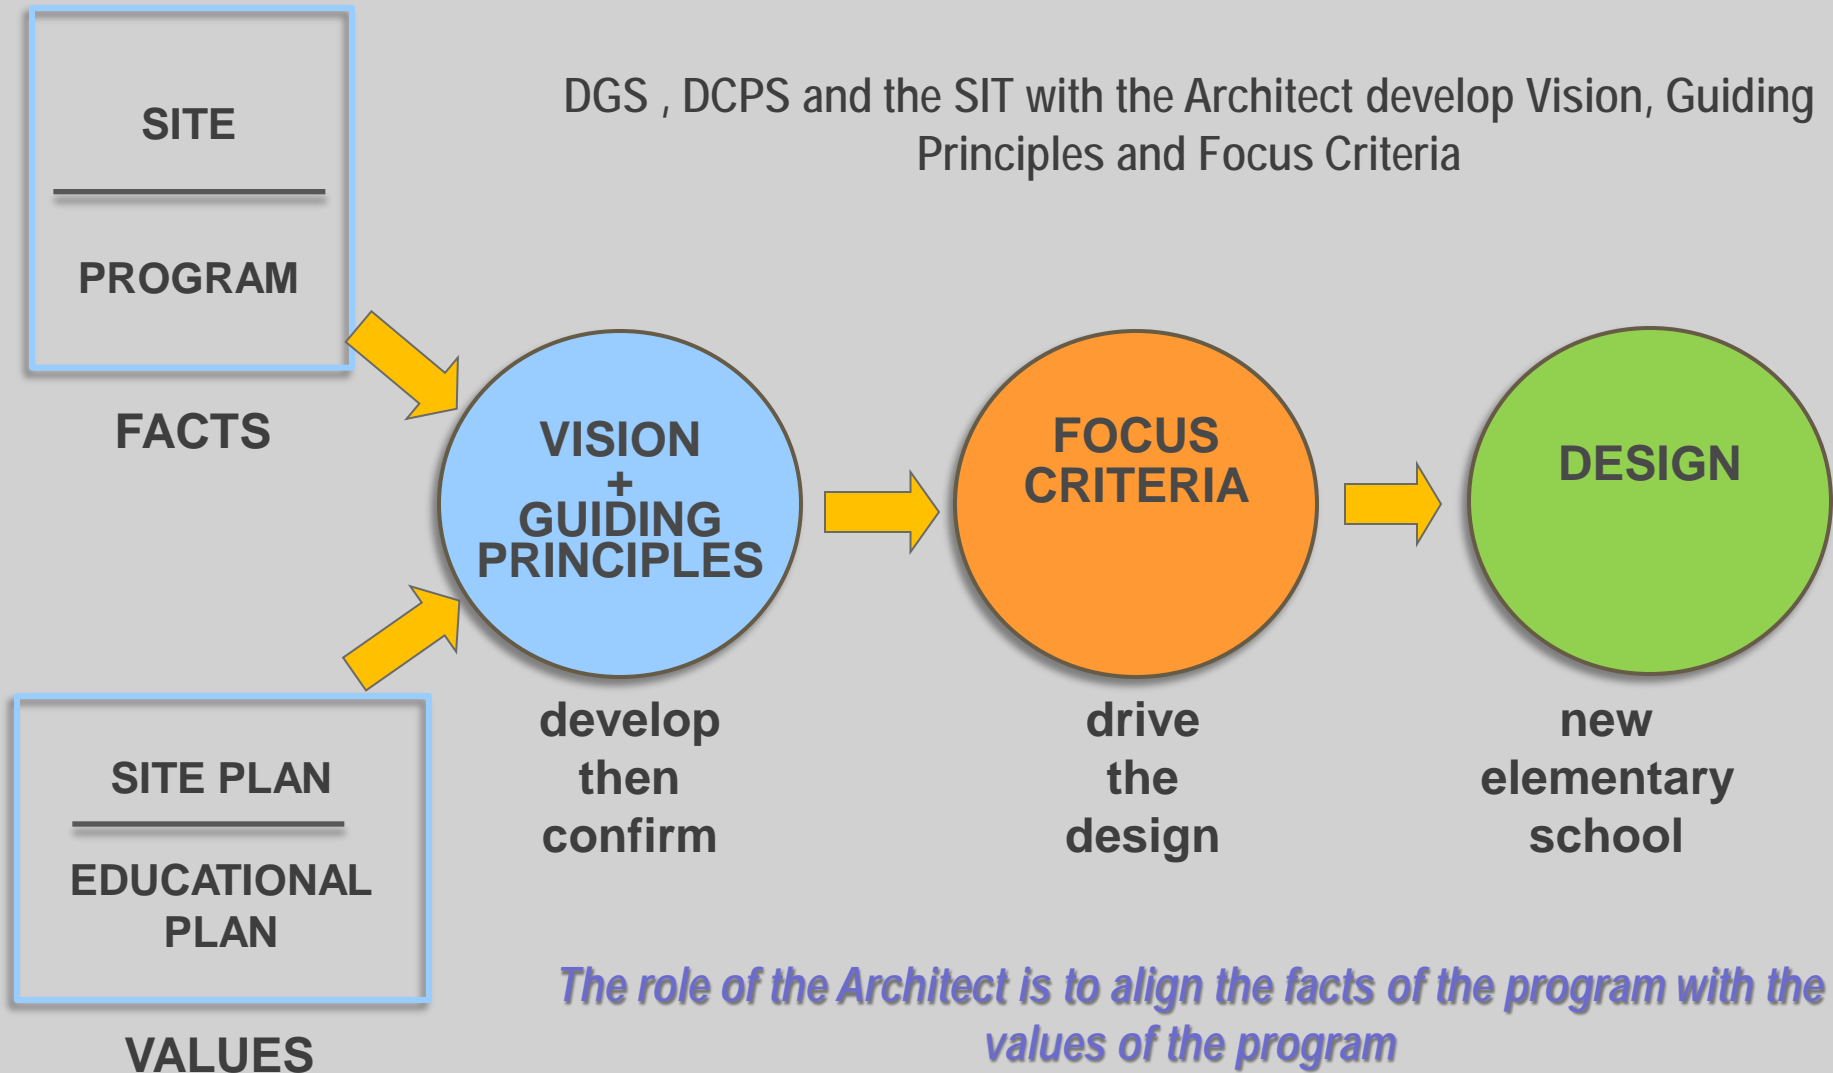 DGS , DCPS and the SIT with the Architect develop Vision, Guiding
Principles and Focus Criteria
SITE
PROGRAM
FACTS
SITE PLAN
EDUCATIONAL
PLAN
VALUES
VISION
+
GUIDING
PRINCIPLES
develop
then
confirm
FOCUS
CRITERIA
drive
the
design
DESIGN
new
elementary
school
The role of the Architect is to align the facts of the program with the
values of the program